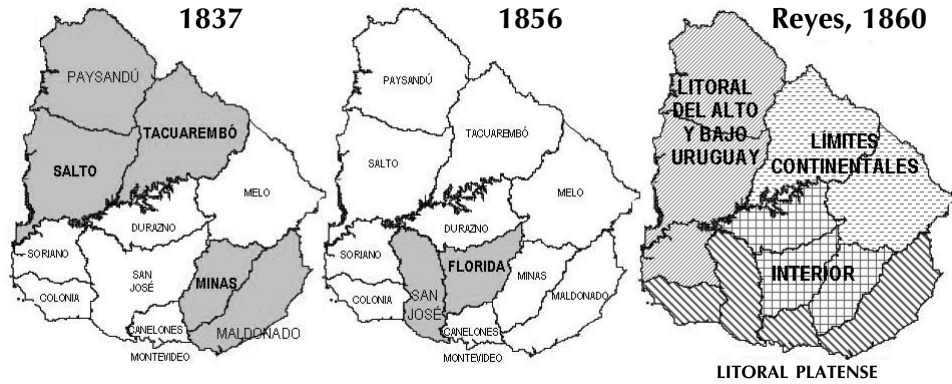 1837
PAYSANDÚ
TACUAREMBÓ
SALTO
MELO
DURAZNO
SORIANO
SAN
JOSÉ
MINAS
COLONIA
CANELONES
MALDONADO
MONTEVIDEO
1856
PAYSANDÚ
TACUAREMBÓ
SALTO
MELO
DURAZNO
SORIANO
FLORIDA
MINAS
COLONIA
SAN
JOSÉ
MALDONADO
CANELONES
MONTEVIDEO
Reyes, 1860
LITORAL
DEL ALTO
Y BAJO
URUGUAY
LÍMITES
CONTINENTALES
INTERIOR
LITORAL PLATENSE